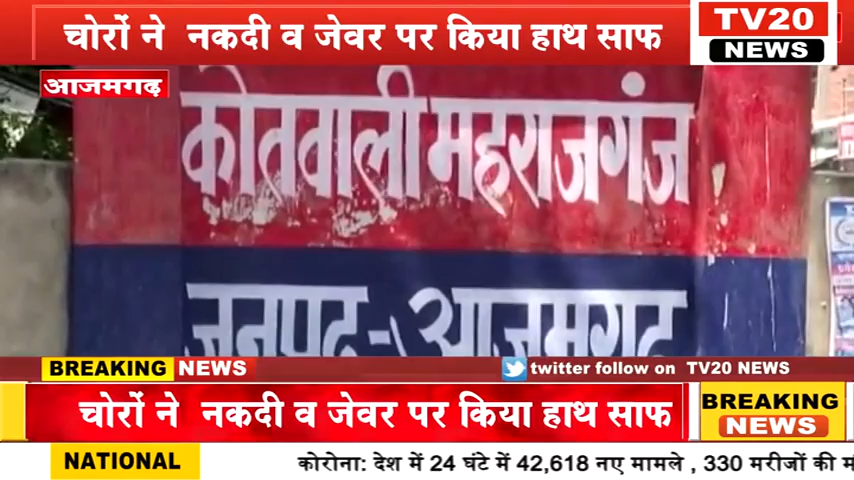 चोरों ने नकदी व जेवर पर किया हाथ साफ
TV20
NEWS
आजमगढ़
कोतवाली महराजगंज
जनपद-आजमगढ़
BREAKING NEWS
twitter follow on TV20 NEWS
चोरों ने नकदी व जेवर पर किया हाथ साफ
BREAKING
NEWS
NATIONAL
कोरोना: देश में 24 घंटे में 42,618 नए मामले , 330 मरीजों की